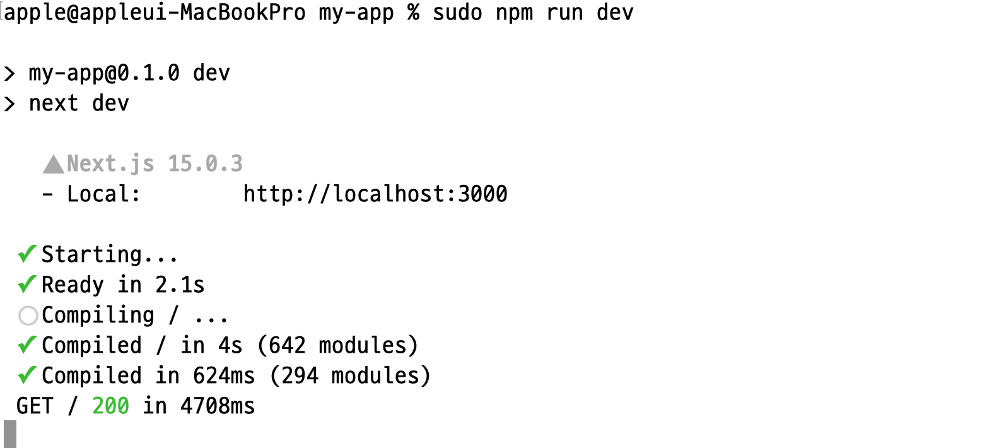 apple@appleui-MacBookPro my-app % sudo npm run dev
> my-app@0.1.0 dev
> next dev
▲ Next.js 15.0.3
- Local: http://localhost:3000
✓ Starting...
✓ Ready in 2.1s
○ Compiling / ...
✓ Compiled / in 4s (642 modules)
✓ Compiled in 624ms (294 modules)
GET / 200 in 4708ms